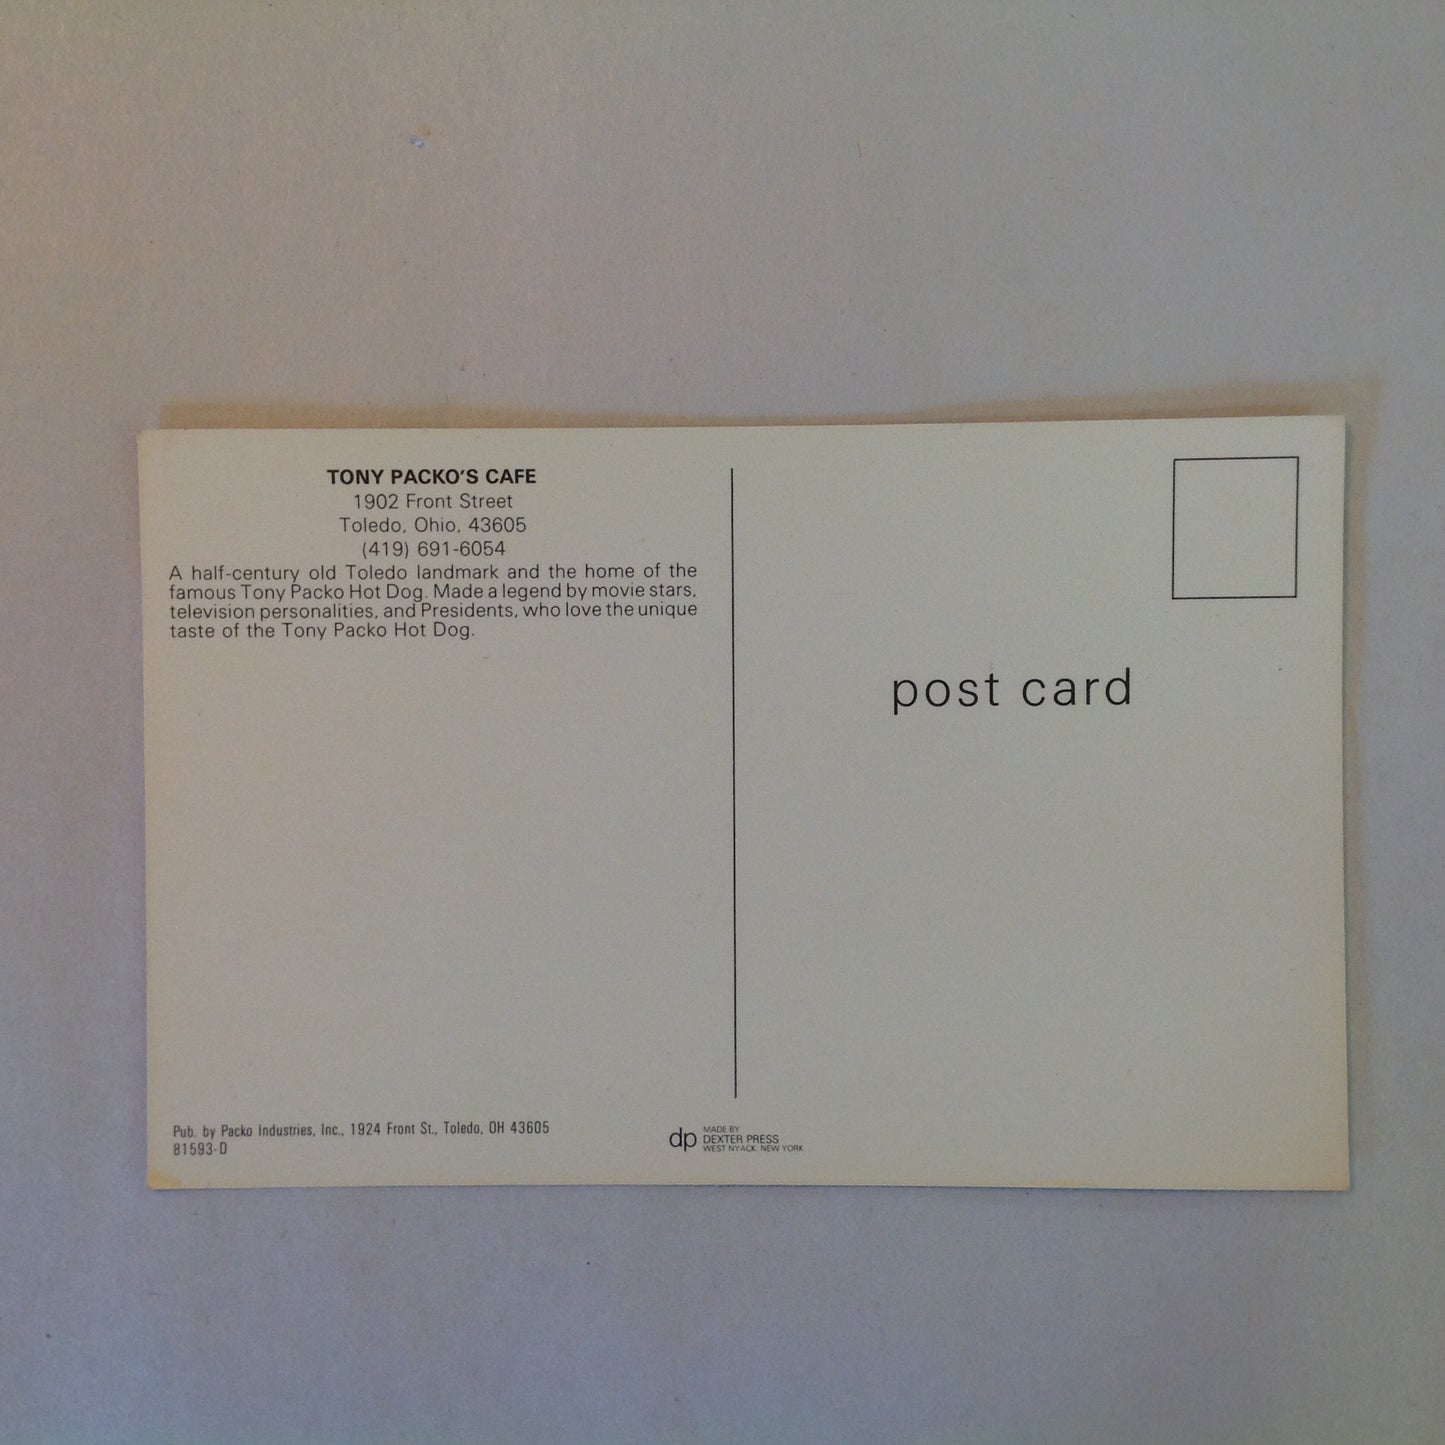 TONY PACKO'S CAFE
1902 Front Street
Toledo, Ohio, 43605
(419) 691-6054
A half-century old Toledo landmark and the home of the
famous Tony Packo Hot Dog. Made a legend by movie stars,
television personalities, and Presidents, who love the unique
taste of the Tony Packo Hot Dog.
post card
Pub. by Packo Industries, Inc., 1924 Front St., Toledo, OH 43605
81593-D
dp
MADE BY
DEXTER PRESS
WEST NYACK NEW YORK